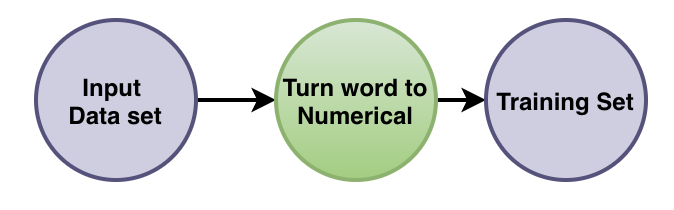 Input
Data set
Turn word to
Numerical
Training Set